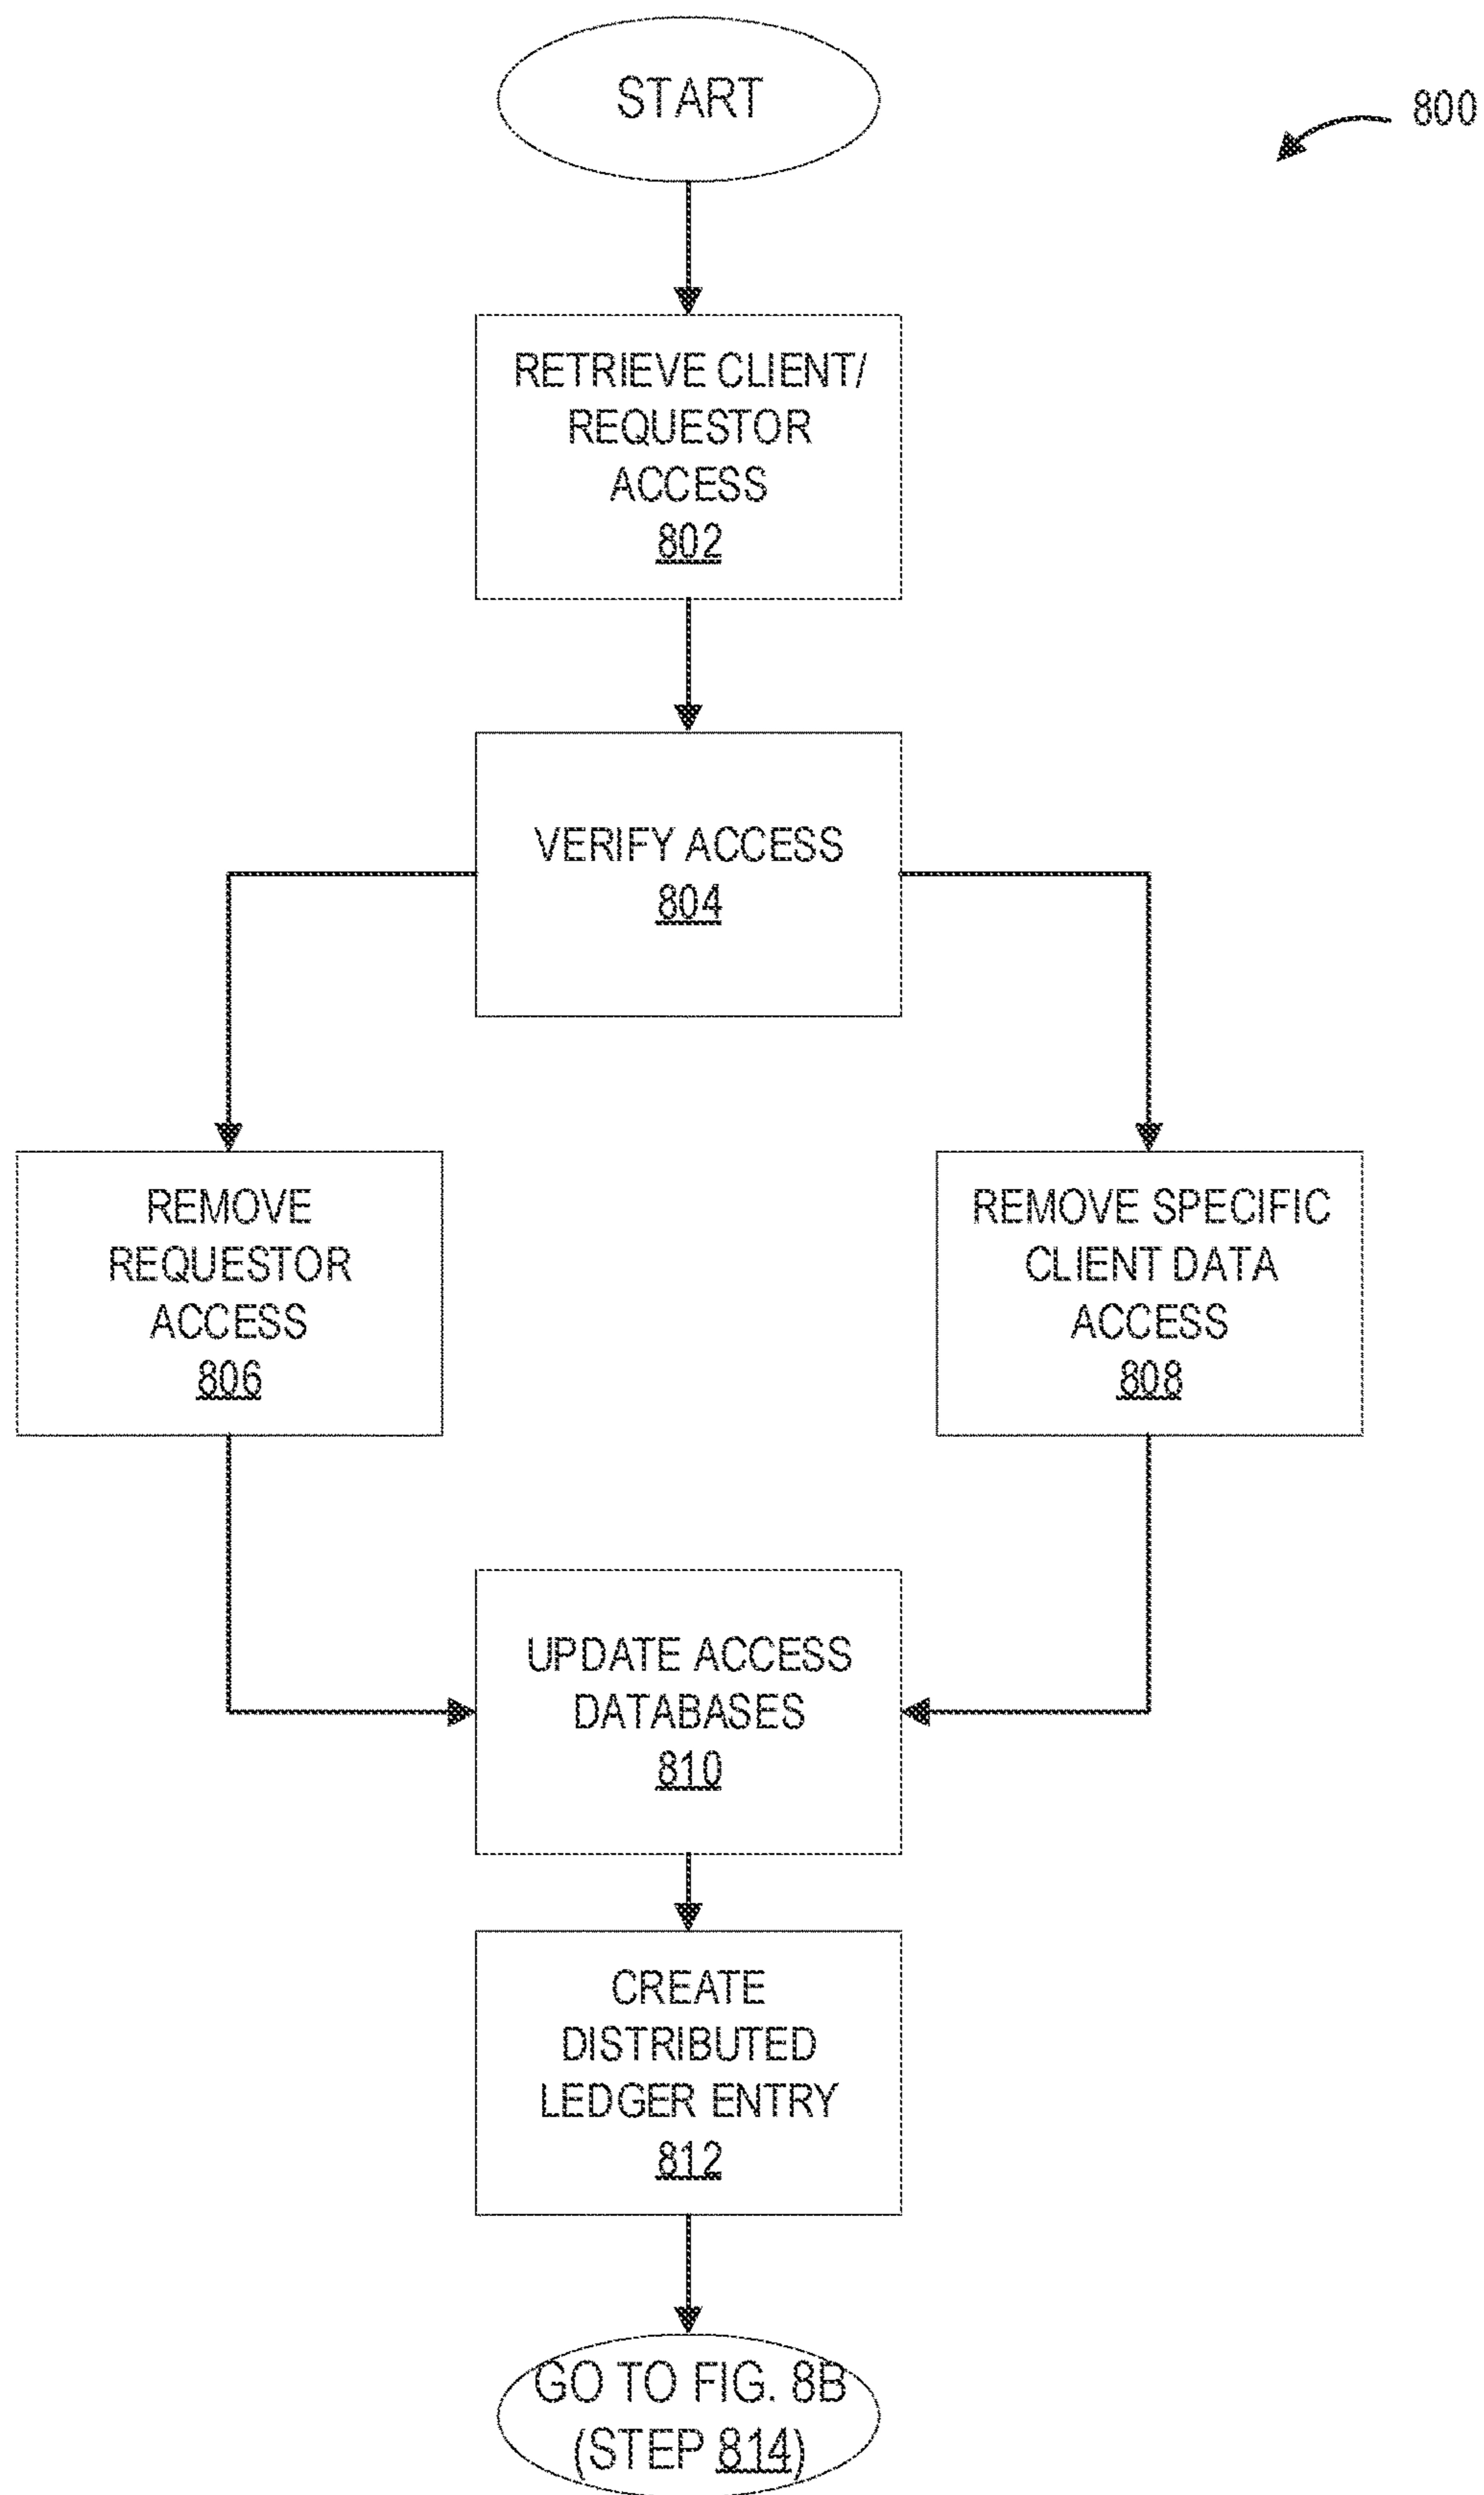 START
800
RETRIEVE CLIENT/
REQUESTOR
ACCESS
802
VERIFY ACCESS
804
REMOVE
REQUESTOR
ACCESS
806
REMOVE SPECIFIC
CLIENT DATA
ACCESS
808
UPDATE ACCESS
DATABASES
810
CREATE
DISTRIBUTED
LEDGER ENTRY
812
GO TO FIG. 8B
(STEP 814)